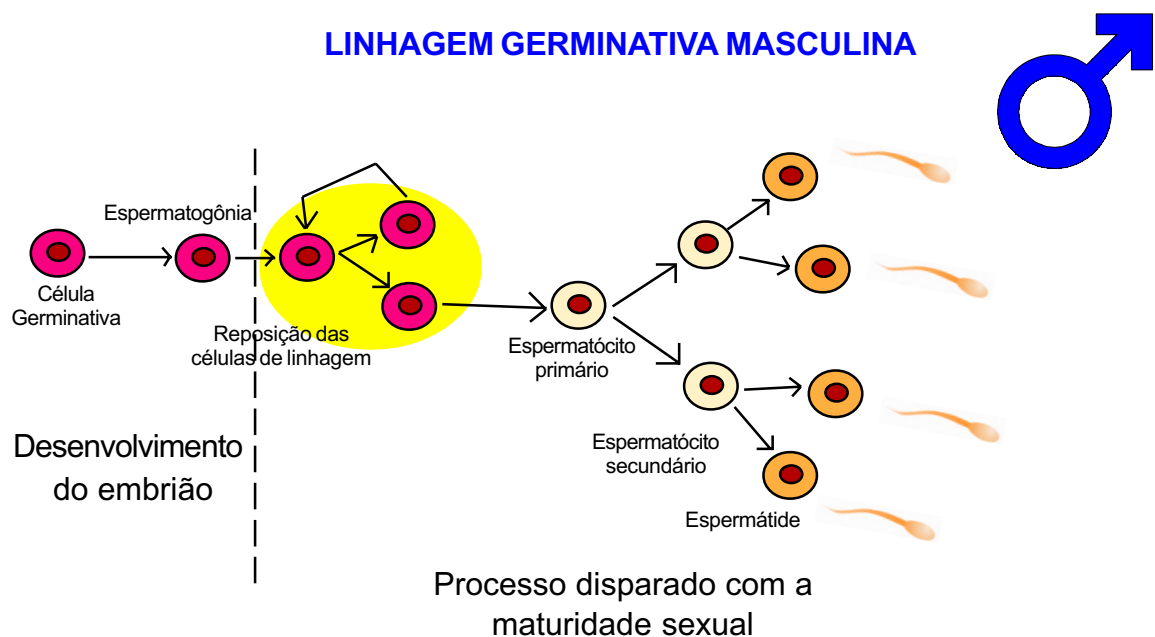 LINHAGEM GERMINATIVA MASCULINA
Espermatogônia
Célula
Germinativa
Reposição das
células de linhagem
Espermatócito
primário
Espermatócito
secundário
Espermátide
Desenvolvimento
do embrião
Processo disparado com a
maturidade sexual